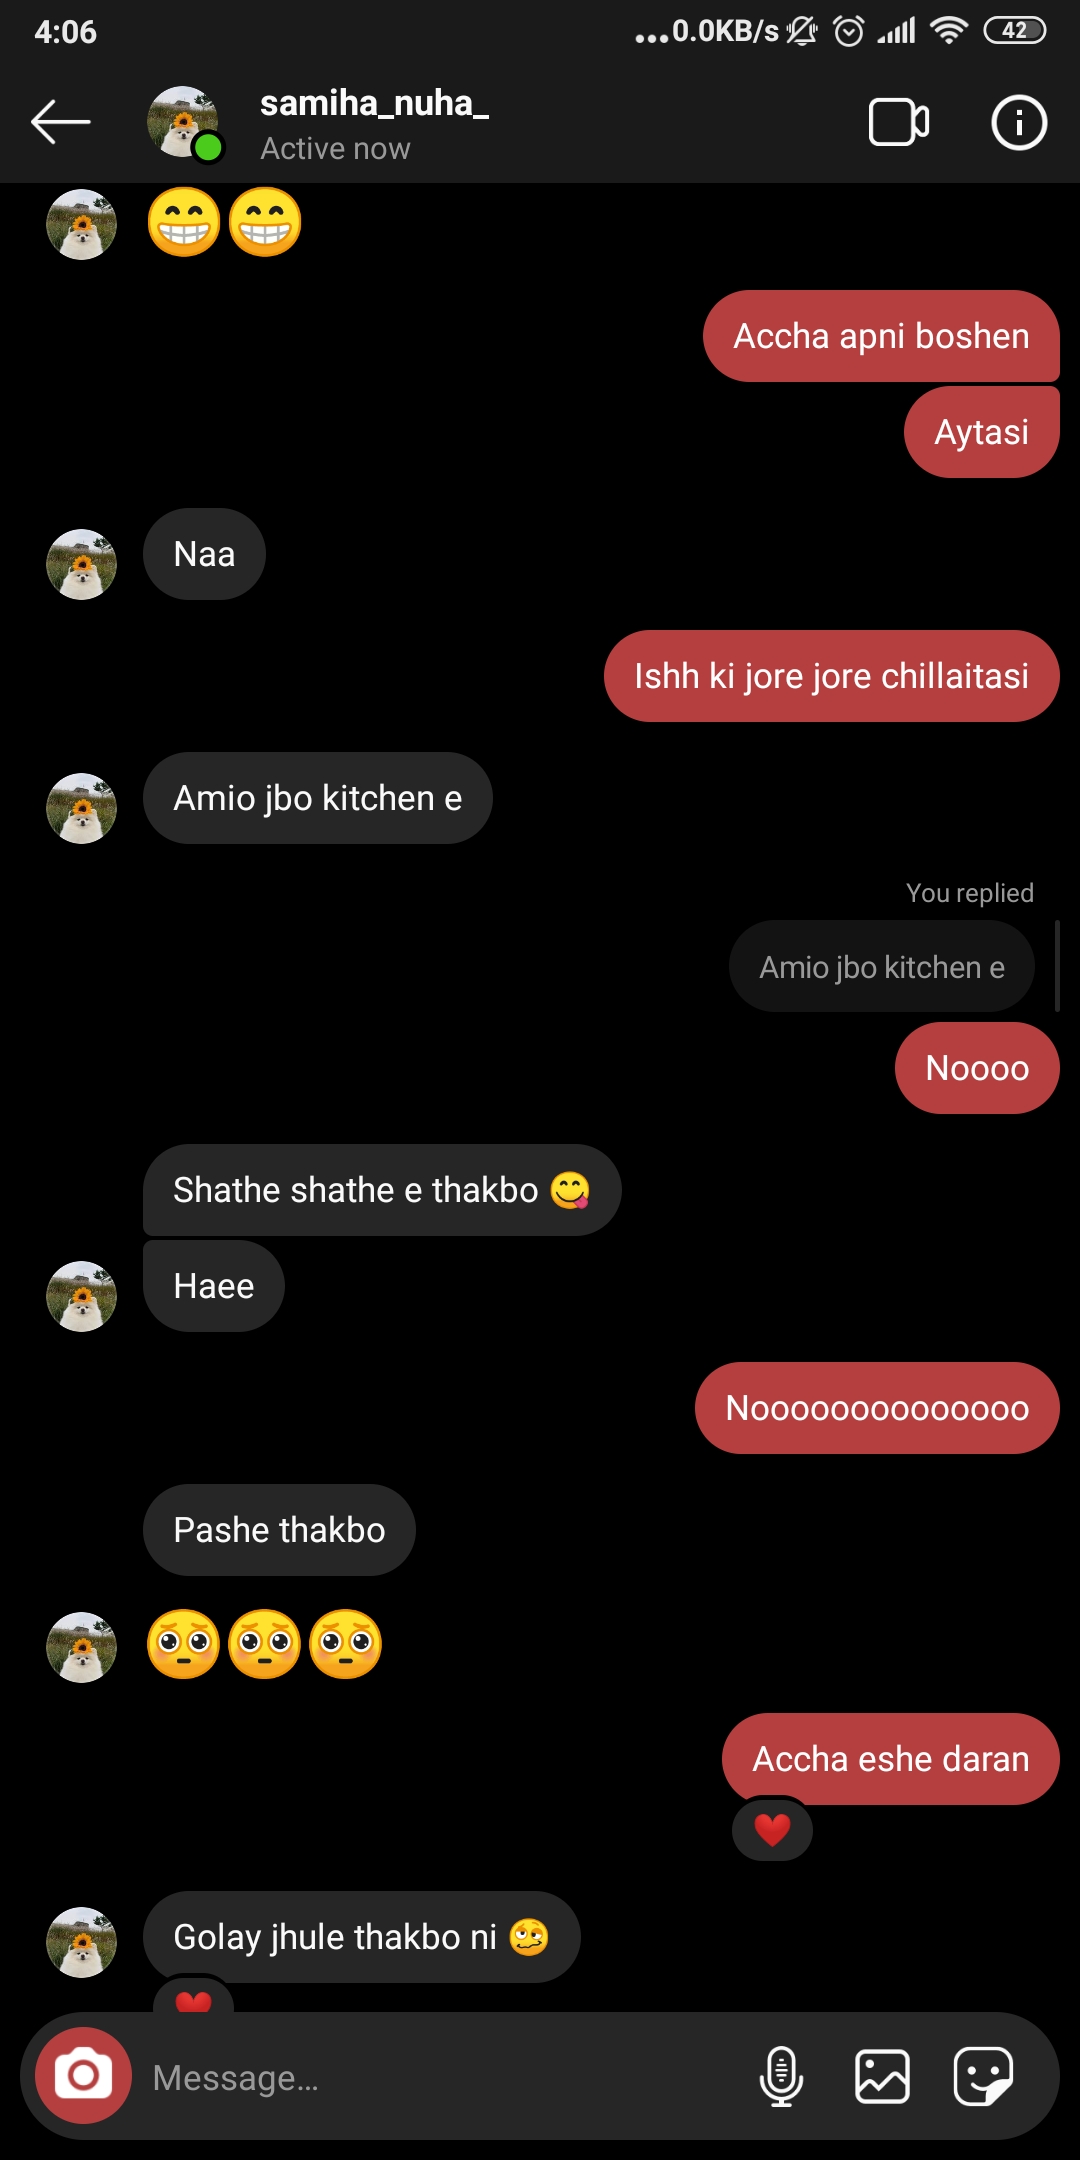 4:06
...0.0KB/s
42
samiha_nuha_
Active now
😁😁
Accha apni boshen
Aytasi
Naa
Ishh ki jore jore chillaitasi
Amio jbo kitchen e
You replied
Amio jbo kitchen e
Noooo
Shathe shathe e thakbo 😋
Haee
Nooooooooooooooo
Pashe thakbo
🥺🥺🥺
Accha eshe daran
❤️
Golay jhule thakbo ni 🥴
❤️
Message...